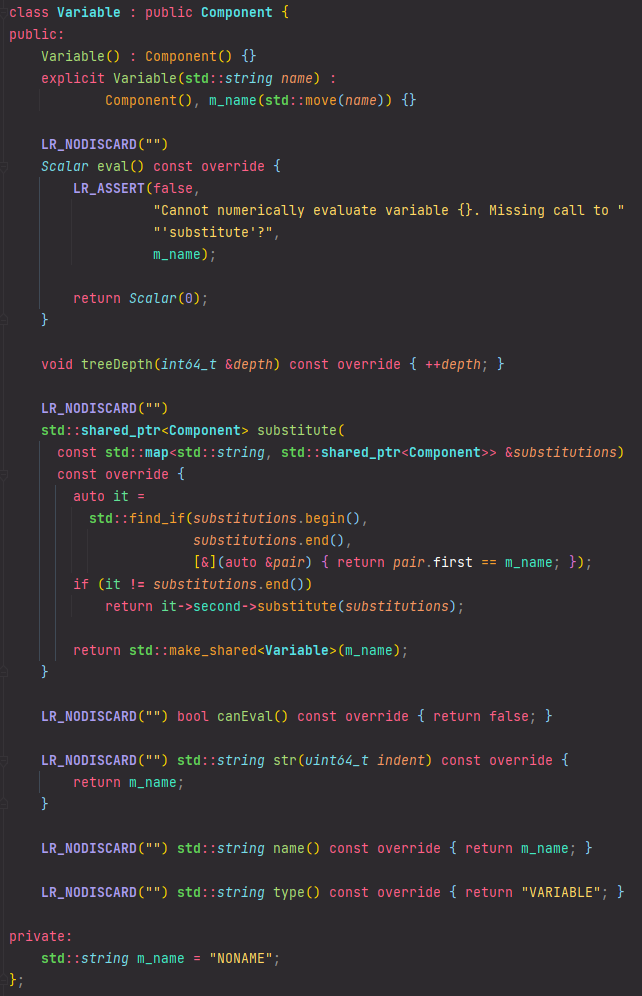 class Variable : public Component {
public:
    Variable() : Component() {}
    explicit Variable(std::string name) :
            Component(), m_name(std::move(name)) {}

    LR_NODISCARD("")
    Scalar eval() const override {
        LR_ASSERT(false,
                  "Cannot numerically evaluate variable {}. Missing call to "
                  "'substitute'?",
                  m_name);

        return Scalar(0);
    }

    void treeDepth(int64_t &depth) const override { ++depth; }

    LR_NODISCARD("")
    std::shared_ptr<Component> substitute(
      const std::map<std::string, std::shared_ptr<Component>> &substitutions)
      const override {
        auto it =
          std::find_if(substitutions.begin(),
                       substitutions.end(),
                       [&](auto &pair) { return pair.first == m_name; });
        if (it != substitutions.end())
            return it->second->substitute(substitutions);

        return std::make_shared<Variable>(m_name);
    }

    LR_NODISCARD("") bool canEval() const override { return false; }

    LR_NODISCARD("") std::string str(uint64_t indent) const override {
        return m_name;
    }

    LR_NODISCARD("") std::string name() const override { return m_name; }

    LR_NODISCARD("") std::string type() const override { return "VARIABLE"; }

private:
    std::string m_name = "NONAME";
};